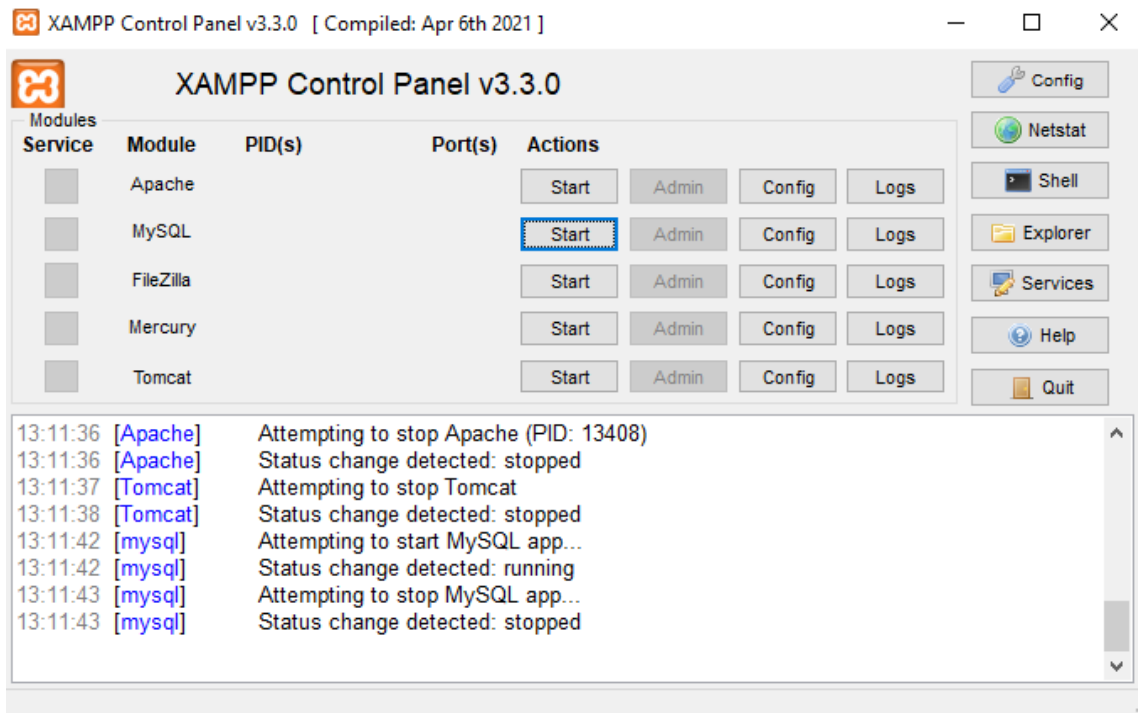 XAMPP Control Panel v3.3.0 [ Compiled: Apr 6th 2021 ]
XAMPP Control Panel v3.3.0
Config
Modules
Service Module PID(s) Port(s) Actions
Netstat
Apache Start Admin Config Logs
Shell
MySQL Start Admin Config Logs
Explorer
FileZilla Start Admin Config Logs
Services
Mercury Start Admin Config Logs
Help
Tomcat Start Admin Config Logs
Quit
13:11:36 [Apache] Attempting to stop Apache (PID: 13408)
13:11:36 [Apache] Status change detected: stopped
13:11:37 [Tomcat] Attempting to stop Tomcat
13:11:38 [Tomcat] Status change detected: stopped
13:11:42 [mysql] Attempting to start MySQL app...
13:11:42 [mysql] Status change detected: running
13:11:43 [mysql] Attempting to stop MySQL app...
13:11:43 [mysql] Status change detected: stopped